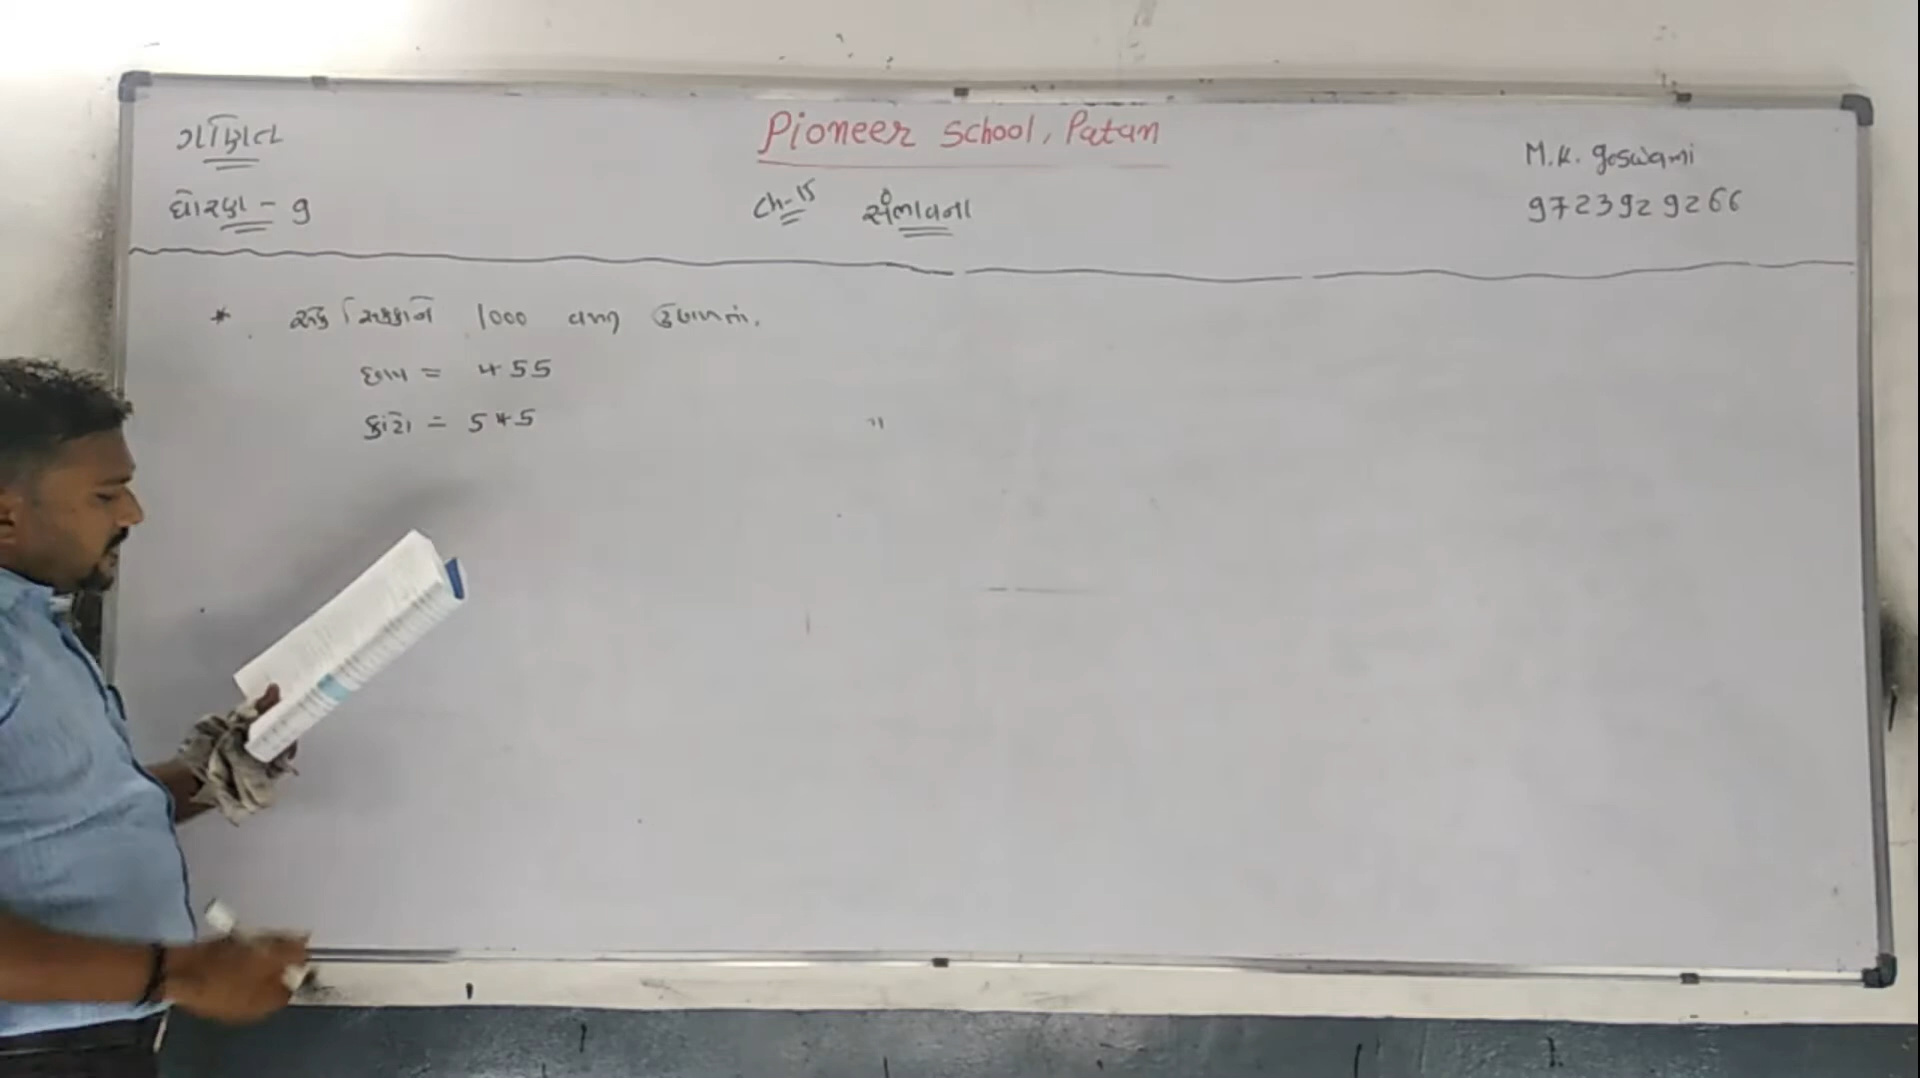 ગણિત
Pioneer School, Patan
M.K. goswami
ધોરણ - 9
Ch-15 સંભાવના
9723929266
* એક સિક્કાને 1000 વખત ઉછાળતાં.
છાપ = 455
કાંટો = 545